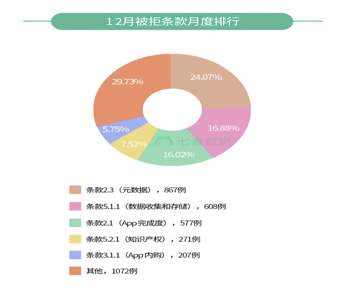 12月被拒条款月度排行
29.73%
24.07%
5.75%
16.88%
7.52%
16.02%
七麦数据
条款2.3（元数据），867例
条款5.1.1（数据收集和存储），608例
条款2.1（App完成度），577例
条款5.2.1（知识产权），271例
条款3.1.1（App内购），207例
其他，1072例